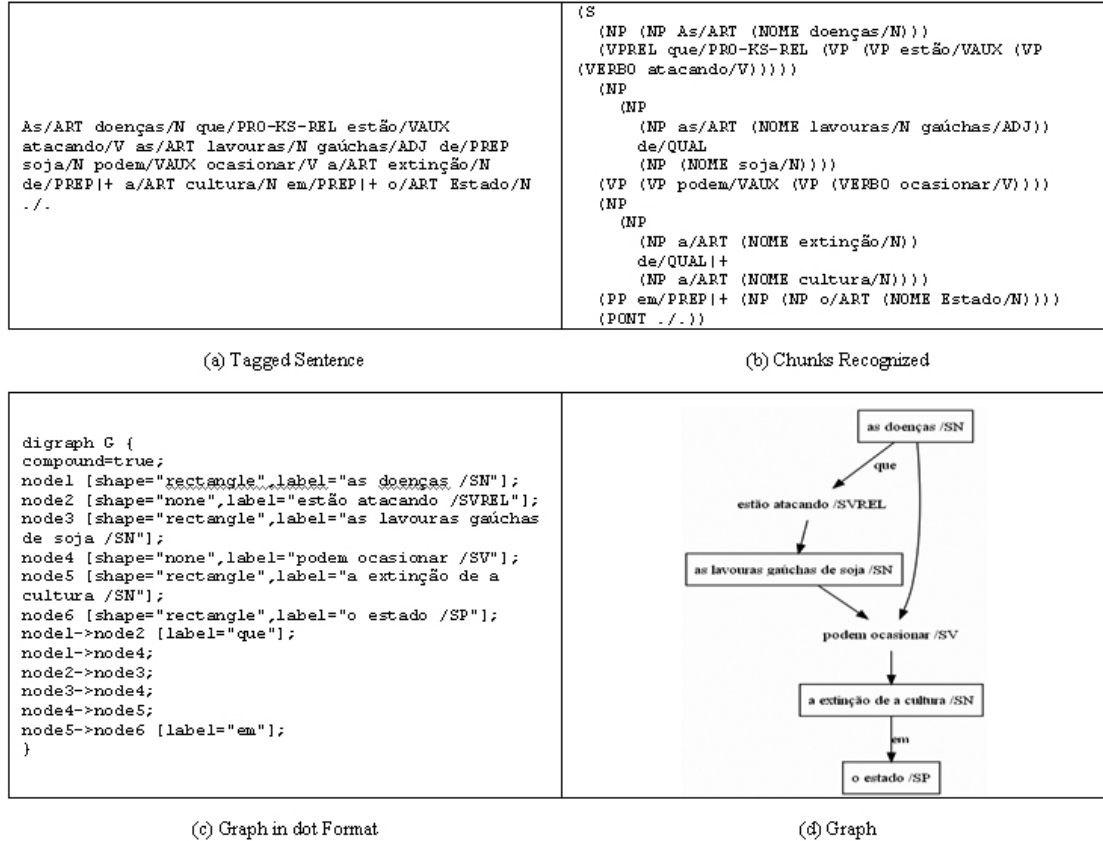 As/ART doenças/N que/PRO-KS-REL estão/VAUX
atacando/V as/ART lavouras/N gaúchas/ADJ de/PREP
soja/N podem/VAUX ocasionar/V a/ART extinção/N
de/PREP|+ a/ART cultura/N em/PREP|+ o/ART Estado/N
./.
(a) Tagged Sentence
(S
(NP (NP As/ART (NOME doenças/N)))
(VPREL que/PRO-KS-REL (VP (VP estão/VAUX (VP
(VERBO atacando/V)))))
(NP
(NP
(NP as/ART (NOME lavouras/N gaúchas/ADJ))
de/QUAL
(NP (NOME soja/N))))
(VP (VP podem/VAUX (VP (VERBO ocasionar/V))))
(NP
(NP
(NP a/ART (NOME extinção/N))
de/QUAL|+
(NP a/ART (NOME cultura/N))))
(PP em/PREP|+ (NP (NP o/ART (NOME Estado/N))))
(PONT ./.))
(b) Chunks Recognized
digraph G {
compound=true;
node1 [shape="rectangle",label="as doenças /SN"];
node2 [shape="none",label="estão atacando /SVREL"];
node3 [shape="rectangle",label="as lavouras gaúchas
de soja /SN"];
node4 [shape="none",label="podem ocasionar /SV"];
node5 [shape="rectangle",label="a extinção de a
cultura /SN"];
node6 [shape="rectangle",label="o estado /SP"];
node1->node2 [label="que"];
node1->node4;
node2->node3;
node3->node4;
node4->node5;
node5->node6 [label="em"];
}
(c) Graph in dot Format
as doenças /SN
que
estão atacando /SVREL
as lavouras gaúchas de soja /SN
podem ocasionar /SV
a extinção de a cultura /SN
em
o estado /SP
(d) Graph